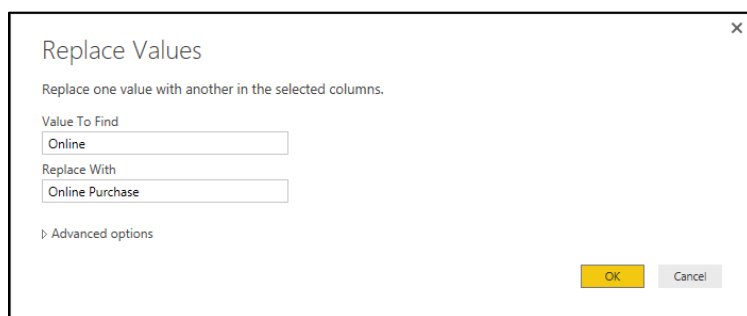 Replace Values
Replace one value with another in the selected columns.
Value To Find
Online
Replace With
Online Purchase
Advanced options
OK
Cancel